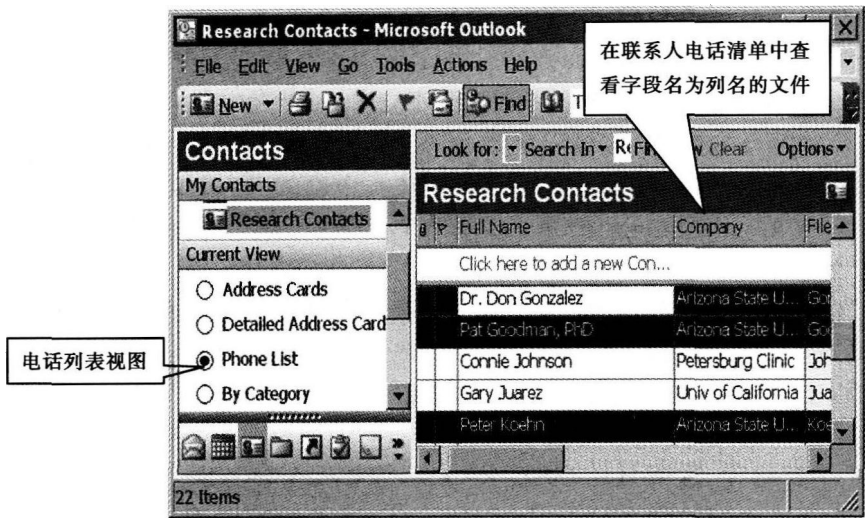 Research Contacts - Microsoft Outlook
在联系人电话清单中查
看字段名为列名的文件
File Edit View Go Tools Actions Help
New Find
Contacts
Look for: Search In Clear Options
My Contacts
Research Contacts
Research Contacts
Full Name Company File
Current View
Click here to add a new Con...
Address Cards
Dr. Don Gonzalez Arizona State U...
Detailed Address Card
Pat Goodman, PhD Arizona State U...
电话列表视图
Phone List
Connie Johnson Petersburg Clinic
By Category
Gary Juarez Univ of California Jua
Peter Koehn Arizona State U... Koe
22 Items